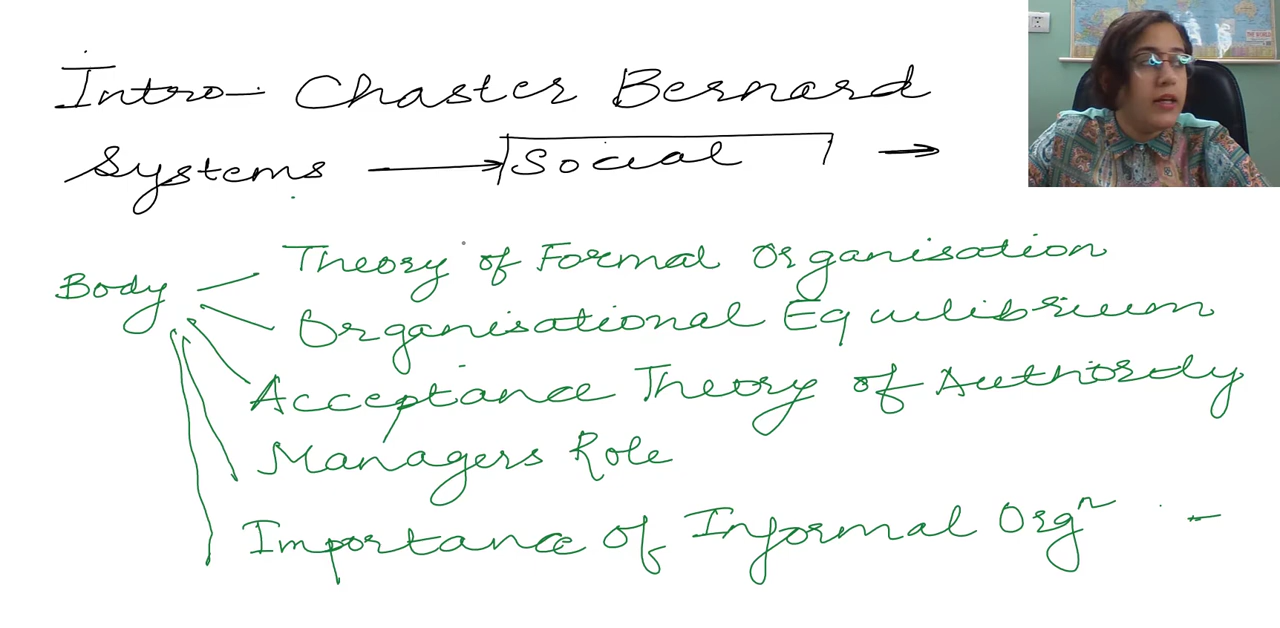 Intro- Chaster Bernard
Systems → Social →
Body
Theory of Formal Organisation
Organisational Equilibrium
Acceptance Theory of Authority
Managers Role
Importance of Informal Orgⁿ -